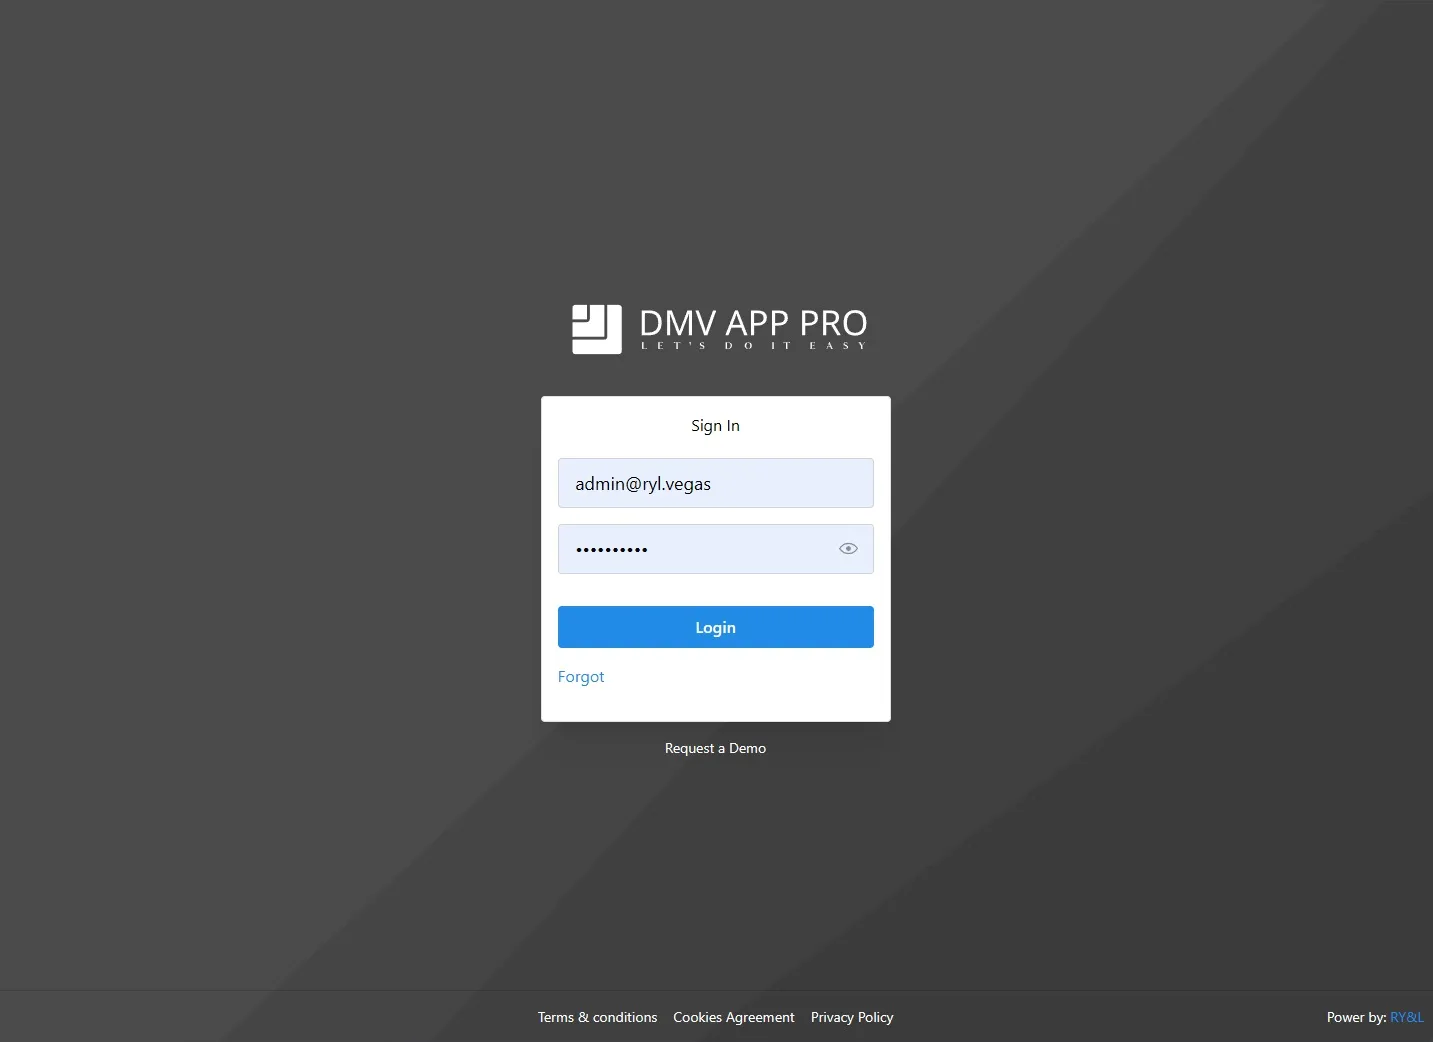 DMV APP PRO
LET'S DO IT EASY
Sign In
admin@ryl.vegas
••••••••••
Login
Forgot
Request a Demo
Terms & conditions Cookies Agreement Privacy Policy
Power by: RY&L